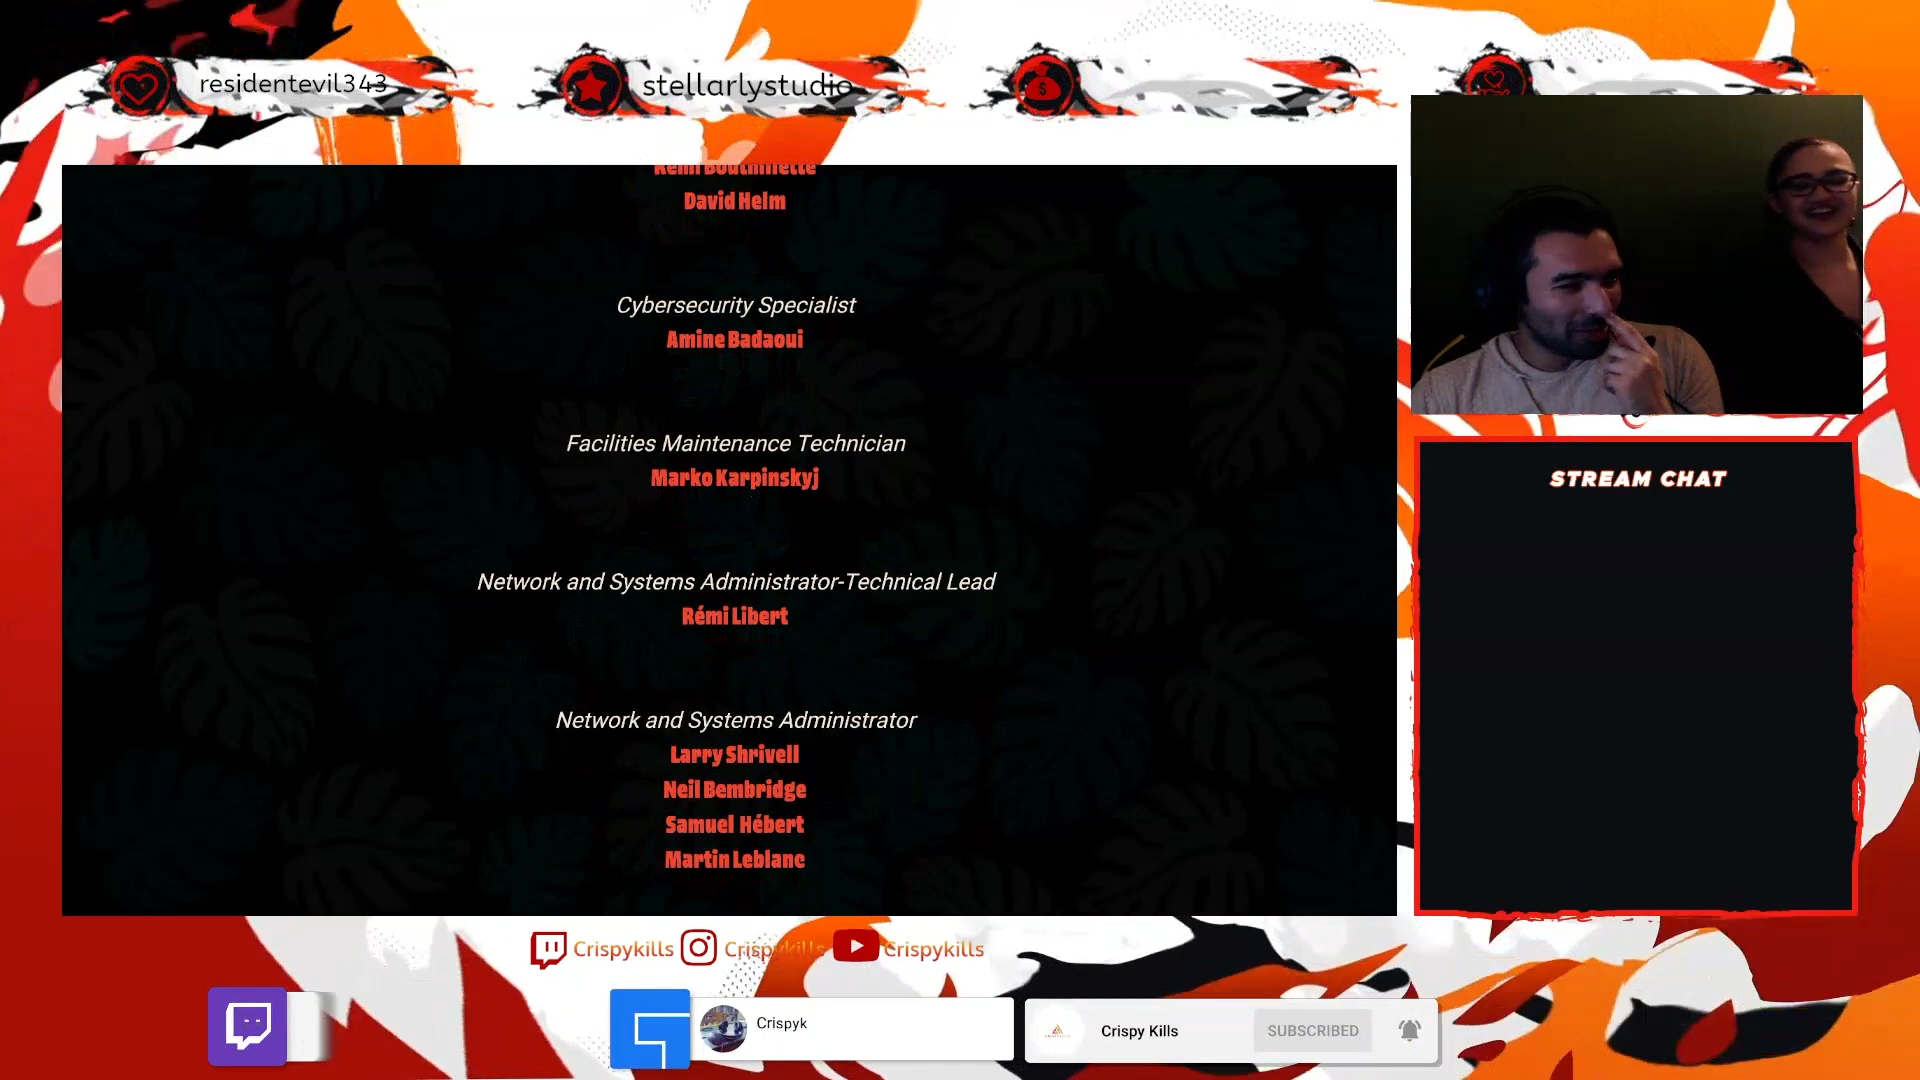 residentevil343
stellarlystudio
David Helm
Cybersecurity Specialist
Amine Badaoui
Facilities Maintenance Technician
Marko Karpinskyj
Network and Systems Administrator-Technical Lead
Rémi Libert
Network and Systems Administrator
Larry Shrivell
Neil Bembridge
Samuel Hébert
Martin Leblanc
STREAM CHAT
Crispykills Crispykills Crispykills
Crispyk
Crispy Kills SUBSCRIBED